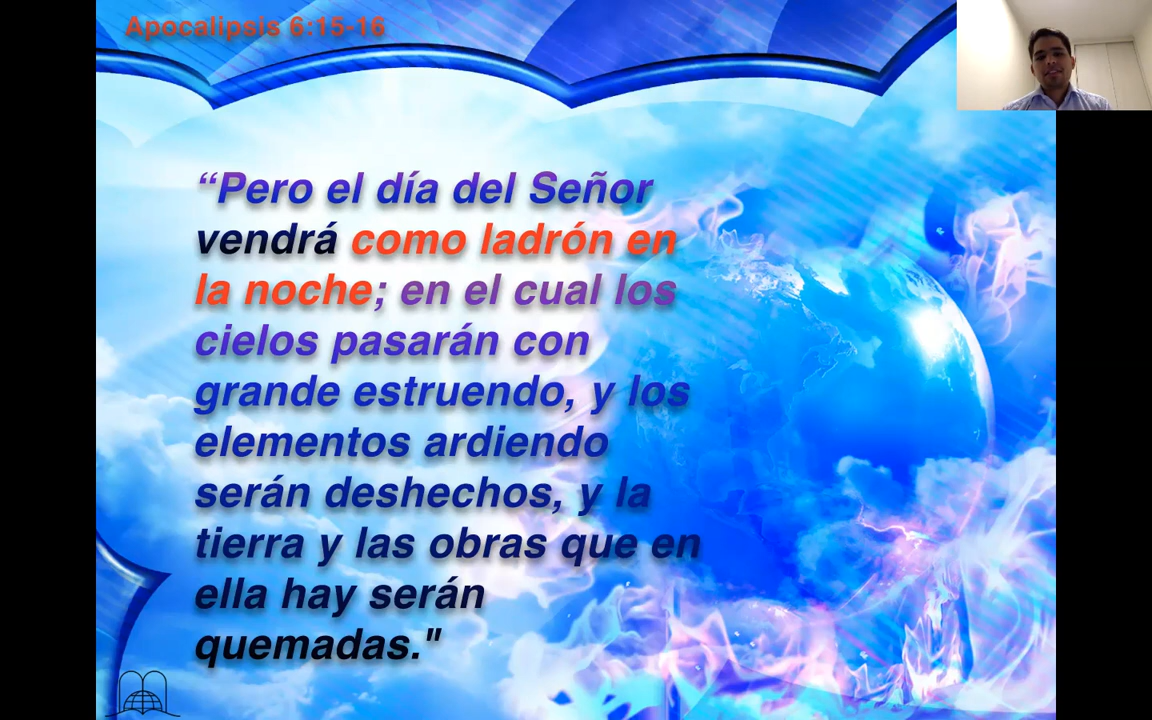 Apocalipsis 6:15-16
“Pero el día del Señor
vendrá como ladrón en
la noche; en el cual los
cielos pasarán con
grande estruendo, y los
elementos ardiendo
serán deshechos, y la
tierra y las obras que en
ella hay serán
quemadas."